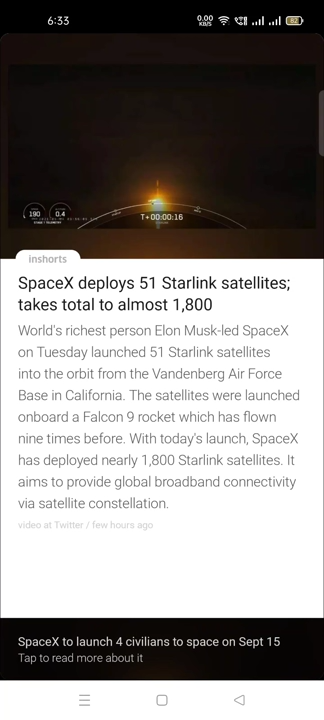 6:33
0.00
KB/S
82
190
0.4
T+00:00:16
inshorts
SpaceX deploys 51 Starlink satellites;
takes total to almost 1,800
World's richest person Elon Musk-led SpaceX
on Tuesday launched 51 Starlink satellites
into the orbit from the Vandenberg Air Force
Base in California. The satellites were launched
onboard a Falcon 9 rocket which has flown
nine times before. With today's launch, SpaceX
has deployed nearly 1,800 Starlink satellites. It
aims to provide global broadband connectivity
via satellite constellation.
video at Twitter / few hours ago
SpaceX to launch 4 civilians to space on Sept 15
Tap to read more about it